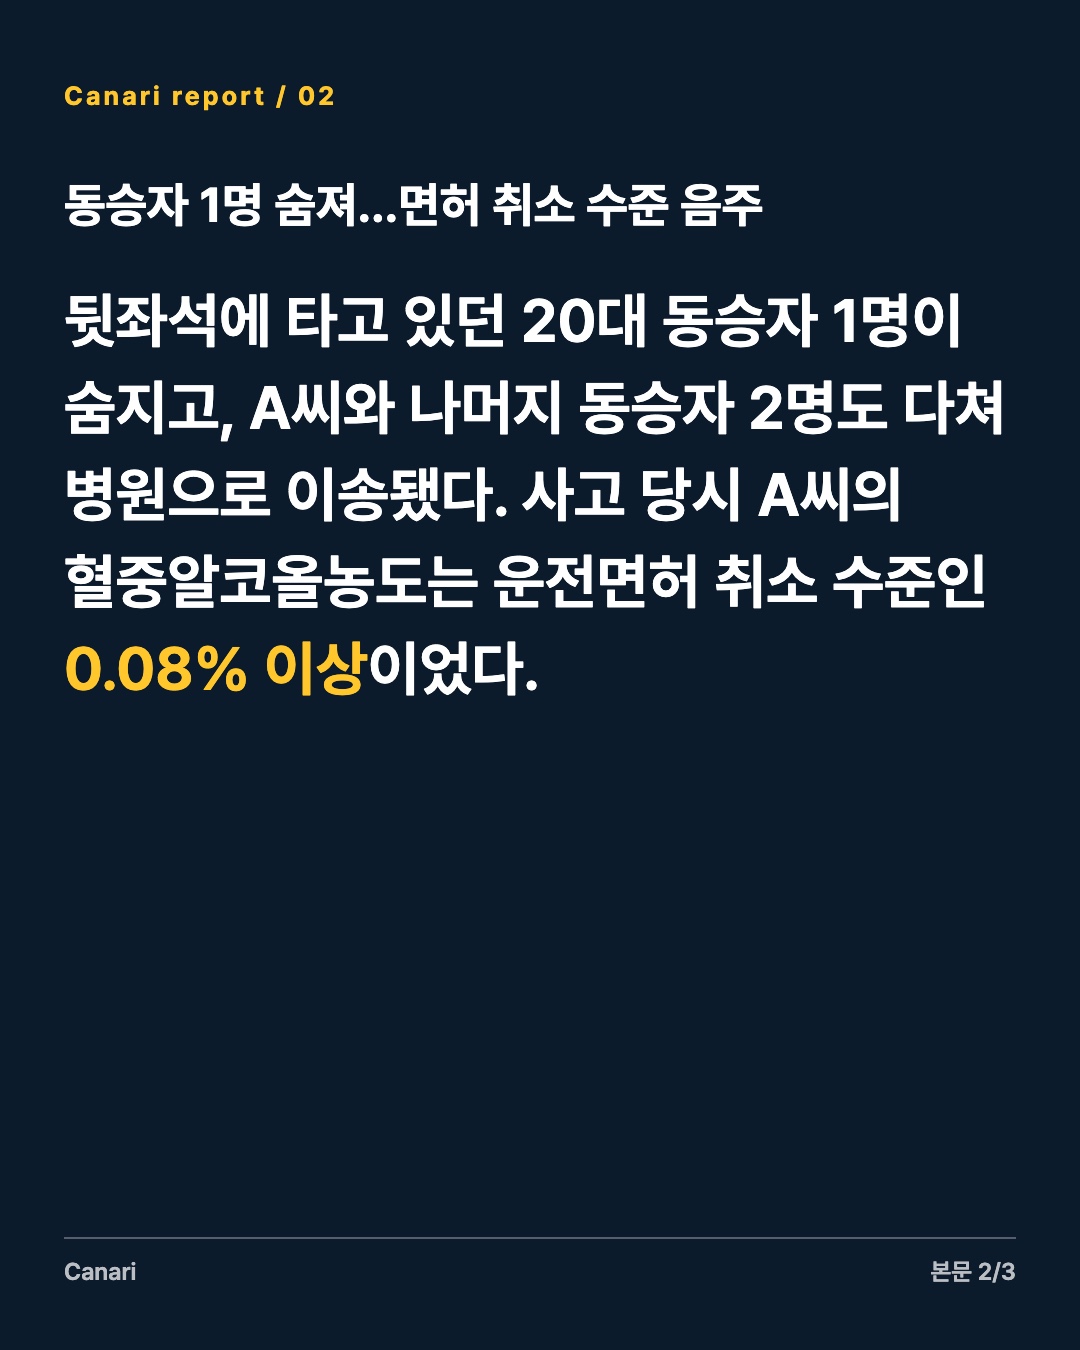 Canari report / 02
동승자 1명 숨져...면허 취소 수준 음주
뒷좌석에 타고 있던 20대 동승자 1명이
숨지고, A씨와 나머지 동승자 2명도 다쳐
병원으로 이송됐다. 사고 당시 A씨의
혈중알코올농도는 운전면허 취소 수준인
0.08% 이상이었다.
Canari
본문 2/3